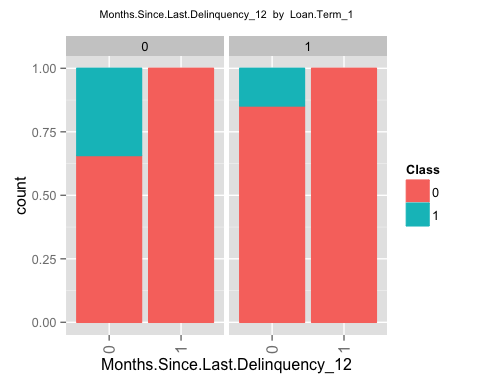 Months.Since.Last.Delinquency_12 by Loan.Term_1
0 1
1.00
0.75
0.50
0.25
0.00
count
0 1 0 1
Months.Since.Last.Delinquency_12
Class
0
1